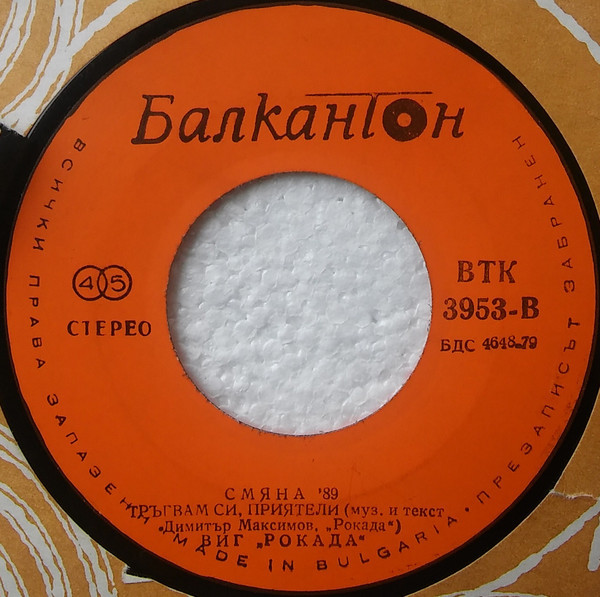 Балкантон
45
СТЕРЕО
ВТК
3953-В
БДС 4648-79
СМЯНА '89
ТРЪГВАМ СИ, ПРИЯТЕЛИ (муз. и текст
Димитър Максимов, „Рокада“)
ВИГ „РОКАДА“
ВСИЧКИ ПРАВА ЗАПАЗЕНИ • MADE IN BULGARIA • ПРЕЗАПИСЪТ ЗАБРАНЕН